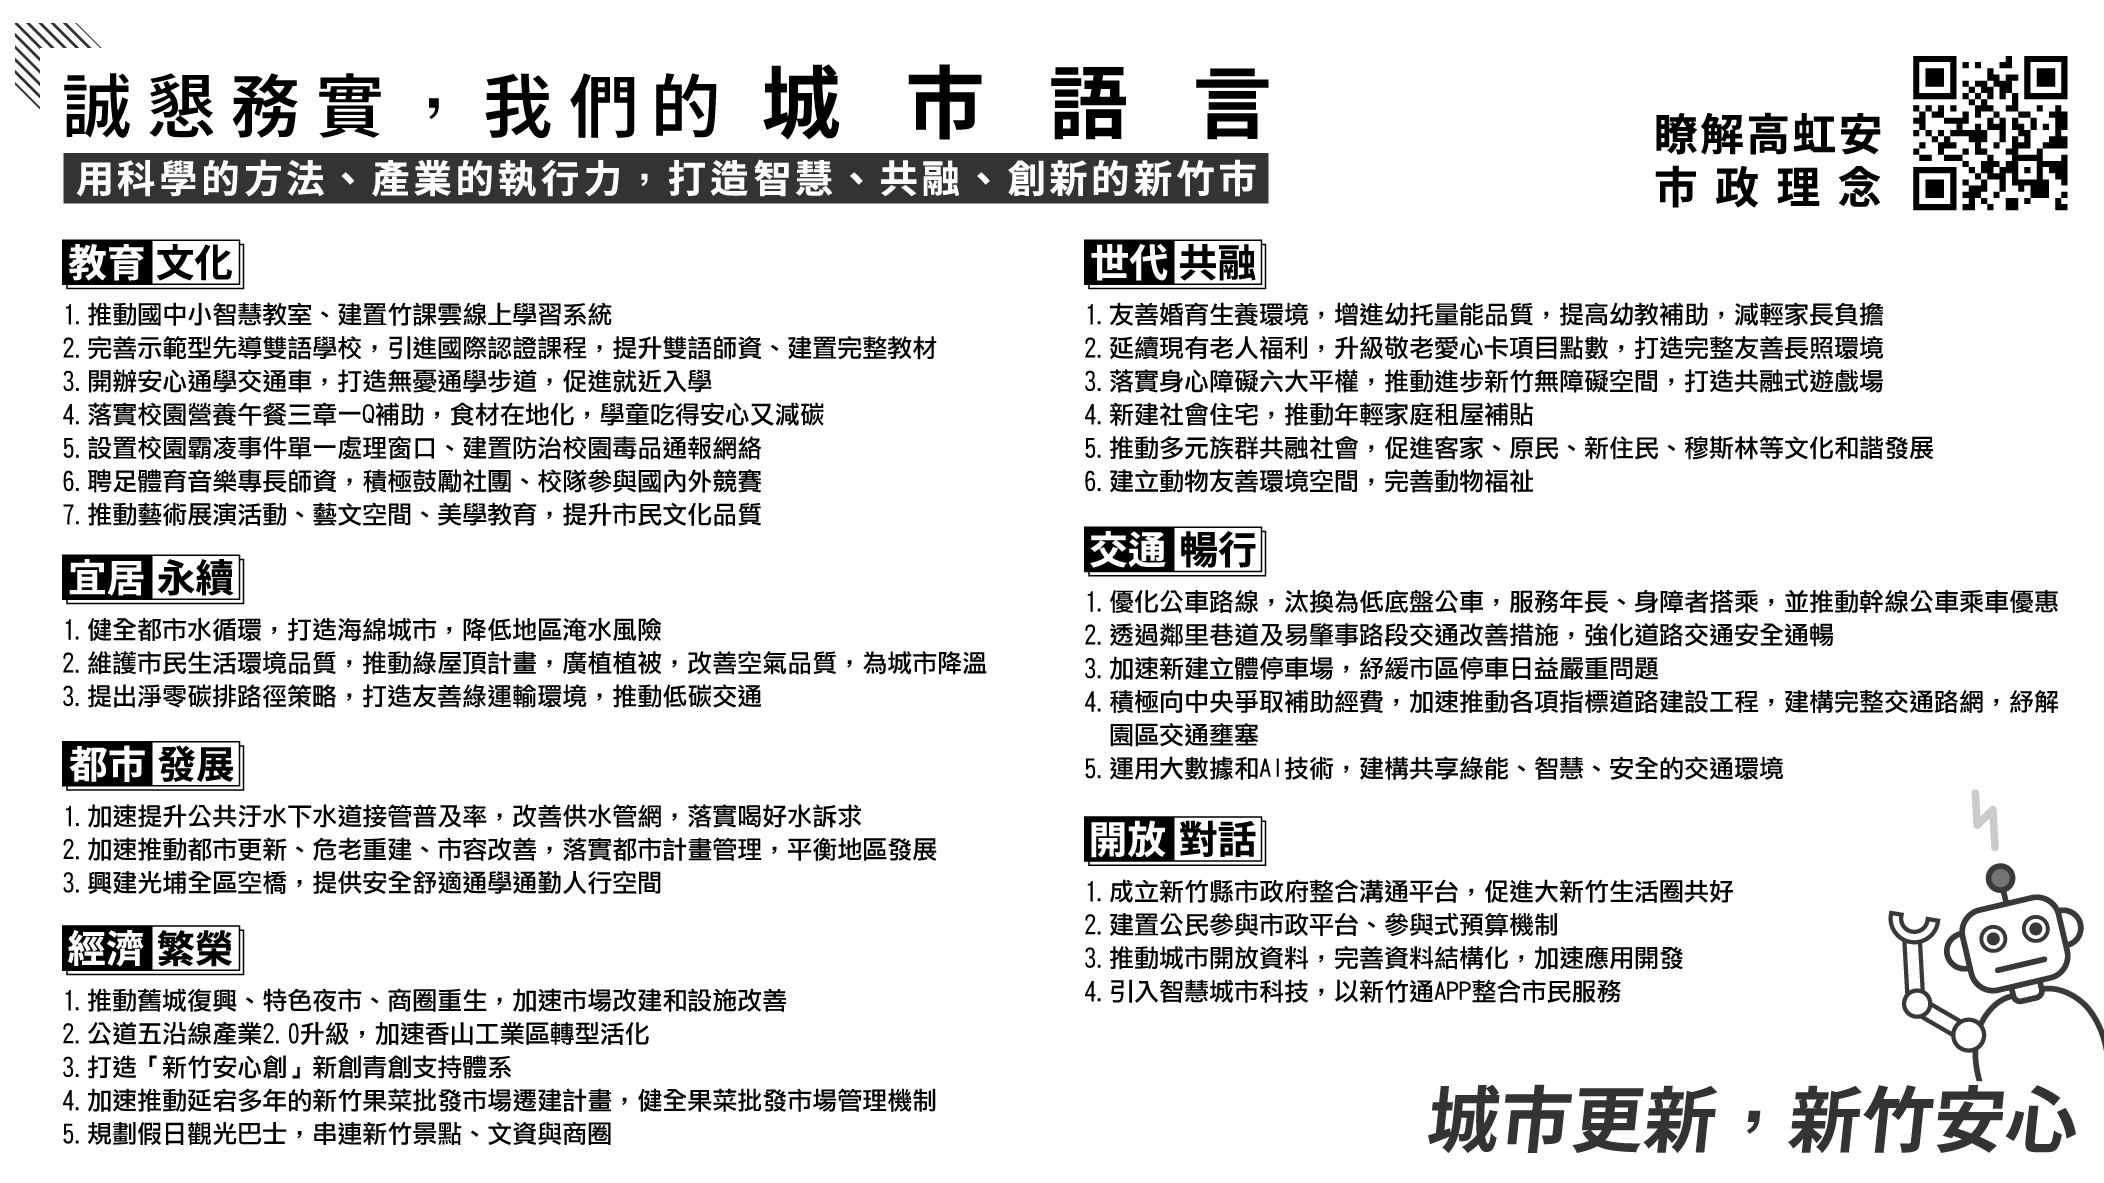 誠懇務實，我們的 城市語言
用科學的方法、產業的執行力，打造智慧、共融、創新的新竹市
瞭解高虹安
市政理念
教育文化
1. 推動國中小智慧教室、建置竹課雲線上學習系統
2. 完善示範型先導雙語學校，引進國際認證課程，提升雙語師資、建置完整教材
3. 開辦安心通學交通車，打造無憂通學步道，促進就近入學
4. 落實校園營養午餐三章一Q補助，食材在地化，學童吃得安心又減碳
5. 設置校園霸凌事件單一處理窗口、建置防治校園毒品通報網絡
6. 聘足體育音樂專長師資，積極鼓勵社團、校隊參與國內外競賽
7. 推動藝術展演活動、藝文空間、美學教育，提升市民文化品質
宜居永續
1. 健全都市水循環，打造海綿城市，降低地區淹水風險
2. 維護市民生活環境品質，推動綠屋頂計畫，廣植植被，改善空氣品質，為城市降溫
3. 提出淨零碳排路徑策略，打造友善綠運輸環境，推動低碳交通
都市發展
1. 加速提升公共汙水下水道接管普及率，改善供水管網，落實喝好水訴求
2. 加速推動都市更新、危老重建、市容改善，落實都市計畫管理，平衡地區發展
3. 興建光埔全區空橋，提供安全舒適通學通勤人行空間
經濟繁榮
1. 推動舊城復興、特色夜市、商圈重生，加速市場改建和設施改善
2. 公道五沿線產業2.0升級，加速香山工業區轉型活化
3. 打造「新竹安心創」新創青創支持體系
4. 加速推動延宕多年的新竹果菜批發市場遷建計畫，健全果菜批發市場管理機制
5. 規劃假日觀光巴士，串連新竹景點、文資與商圈
世代共融
1. 友善婚育生養環境，增進幼托量能品質，提高幼教補助，減輕家長負擔
2. 延續現有老人福利，升級敬老愛心卡項目點數，打造完整友善長照環境
3. 落實身心障礙六大平權，推動進步新竹無障礙空間，打造共融式遊戲場
4. 新建社會住宅，推動年輕家庭租屋補貼
5. 推動多元族群共融社會，促進客家、原民、新住民、穆斯林等文化和諧發展
6. 建立動物友善環境空間，完善動物福祉
交通暢行
1. 優化公車路線，汰換為低底盤公車，服務年長、身障者搭乘，並推動幹線公車乘車優惠
2. 透過鄰里巷道及易肇事路段交通改善措施，強化道路交通安全通暢
3. 加速新建立體停車場，紓緩市區停車日益嚴重問題
4. 積極向中央爭取補助經費，加速推動各項指標道路建設工程，建構完整交通路網，紓解
園區交通壅塞
5. 運用大數據和AI技術，建構共享綠能、智慧、安全的交通環境
開放對話
1. 成立新竹縣市政府整合溝通平台，促進大新竹生活圈共好
2. 建置公民參與市政平台、參與式預算機制
3. 推動城市開放資料，完善資料結構化，加速應用開發
4. 引入智慧城市科技，以新竹通APP整合市民服務
城市更新，新竹安心